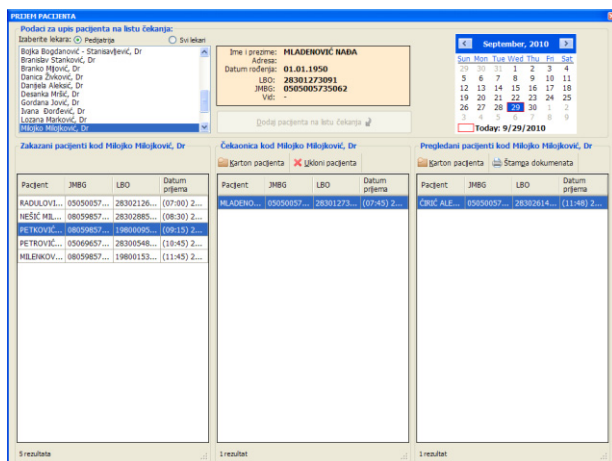 PRIJEM PACIJENTA
Podaci za upis pacijenta na listu čekanja:
Izaberite lekara: Pedijatrija Svi lekari
Bojka Bogdanović - Stanisavljević, Dr
Branislav Stanković, Dr
Branko Mijović, Dr
Danica Živković, Dr
Danijela Aleksić, Dr
Desanka Mršić, Dr
Gordana Jović, Dr
Ivana Đorđević, Dr
Lozana Marković, Dr
Milojko Milojković, Dr
Ime i prezime: MLADENOVIĆ NAĐA
Adresa:
Datum rođenja: 01.01.1950
LBO: 28301273091
JMBG: 0505005735062
Vid: -
Dodaj pacijenta na listu čekanja
September, 2010
Sun Mon Tue Wed Thu Fri Sat
29 30 31 1 2 3 4
5 6 7 8 9 10 11
12 13 14 15 16 17 18
19 20 21 22 23 24 25
26 27 28 29 30 1 2
3 4 5 6 7 8 9
Today: 9/29/2010
Zakazani pacijenti kod Milojko Milojković, Dr
Pacijent JMBG LBO Datum prijema
RADULOVI... 05050057... 28302126... (07:00) 2...
NEŠIĆ MIL... 08059857... 28302885... (08:30) 2...
PETKOVIĆ... 08059857... 19800095... (09:15) 2...
PETROVIĆ... 05069657... 28300548... (10:45) 2...
MILENKOV... 08059857... 19800153... (11:45) 2...
5 rezultata
Čekaonica kod Milojko Milojković, Dr
Karton pacijenta Ukloni pacijenta
Pacijent JMBG LBO Datum prijema
MLADENO... 05050057... 28301273... (07:45) 2...
1 rezultat
Pregledani pacijenti kod Milojko Milojković, Dr
Karton pacijenta Štampa dokumenata
Pacijent JMBG LBO Datum prijema
ĆIRIĆ ALE... 05050057... 28302614... (11:48) 2...
1 rezultat